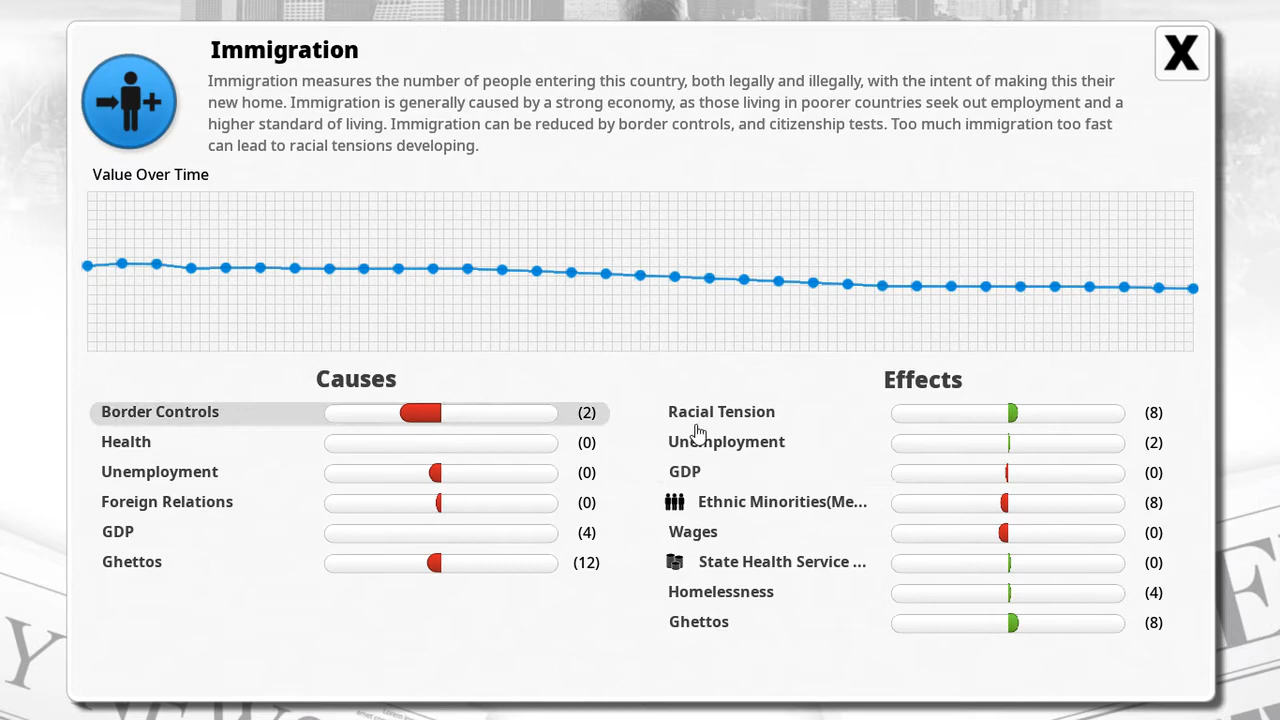 Immigration
X
Immigration measures the number of people entering this country, both legally and illegally, with the intent of making this their
new home. Immigration is generally caused by a strong economy, as those living in poorer countries seek out employment and a
higher standard of living. Immigration can be reduced by border controls, and citizenship tests. Too much immigration too fast
can lead to racial tensions developing.
Value Over Time
Causes
Border Controls (2)
Health (0)
Unemployment (0)
Foreign Relations (0)
GDP (4)
Ghettos (12)
Effects
Racial Tension (8)
Unemployment (2)
GDP (0)
Ethnic Minorities(Me... (8)
Wages (0)
State Health Service ... (0)
Homelessness (4)
Ghettos (8)